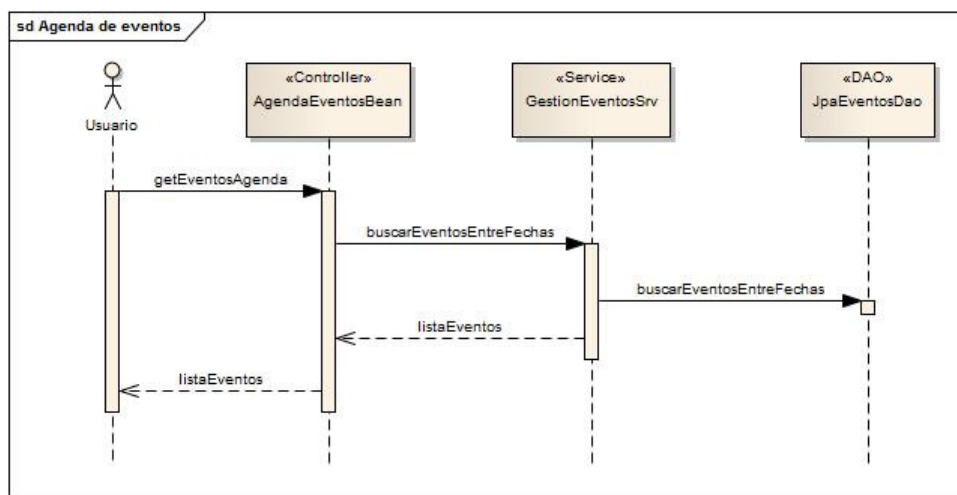 sd Agenda de eventos
«Controller»
AgendaEventosBean
«Service»
GestionEventosSrv
«DAO»
JpaEventosDao
Usuario
getEventosAgenda
buscarEventosEntreFechas
buscarEventosEntreFechas
listaEventos
listaEventos